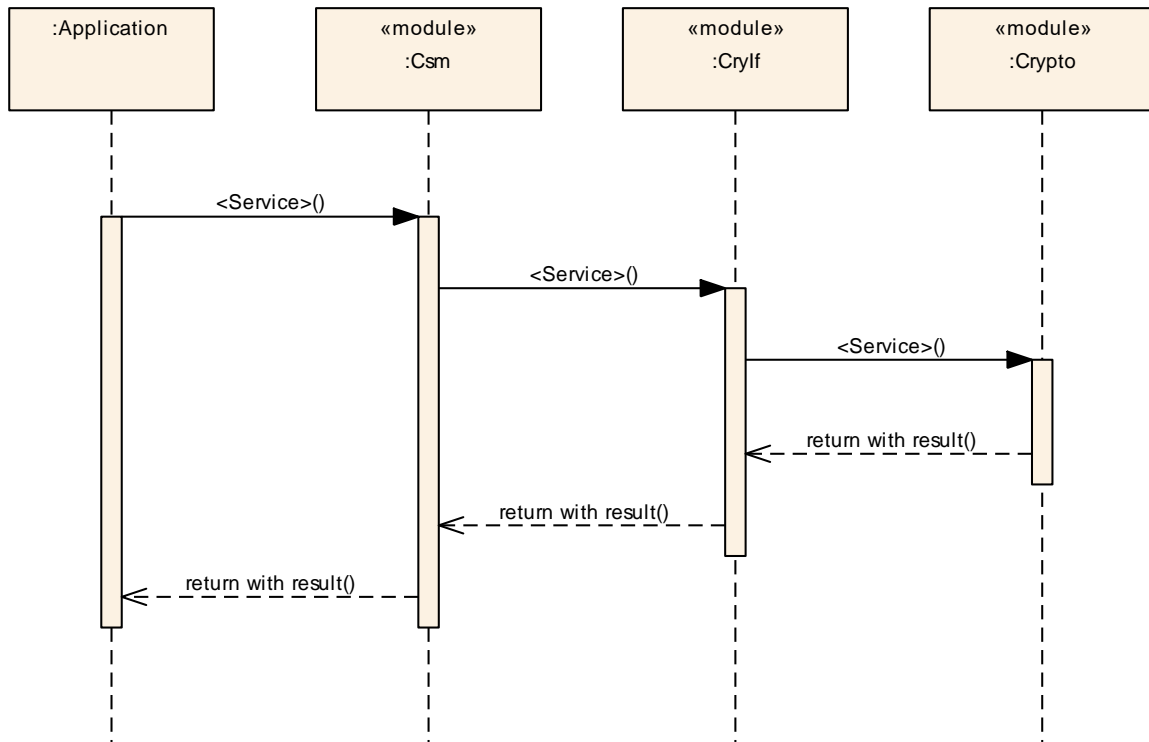 :Application
«module»
:Csm
«module»
:CryIf
«module»
:Crypto
<Service>()
<Service>()
<Service>()
return with result()
return with result()
return with result()